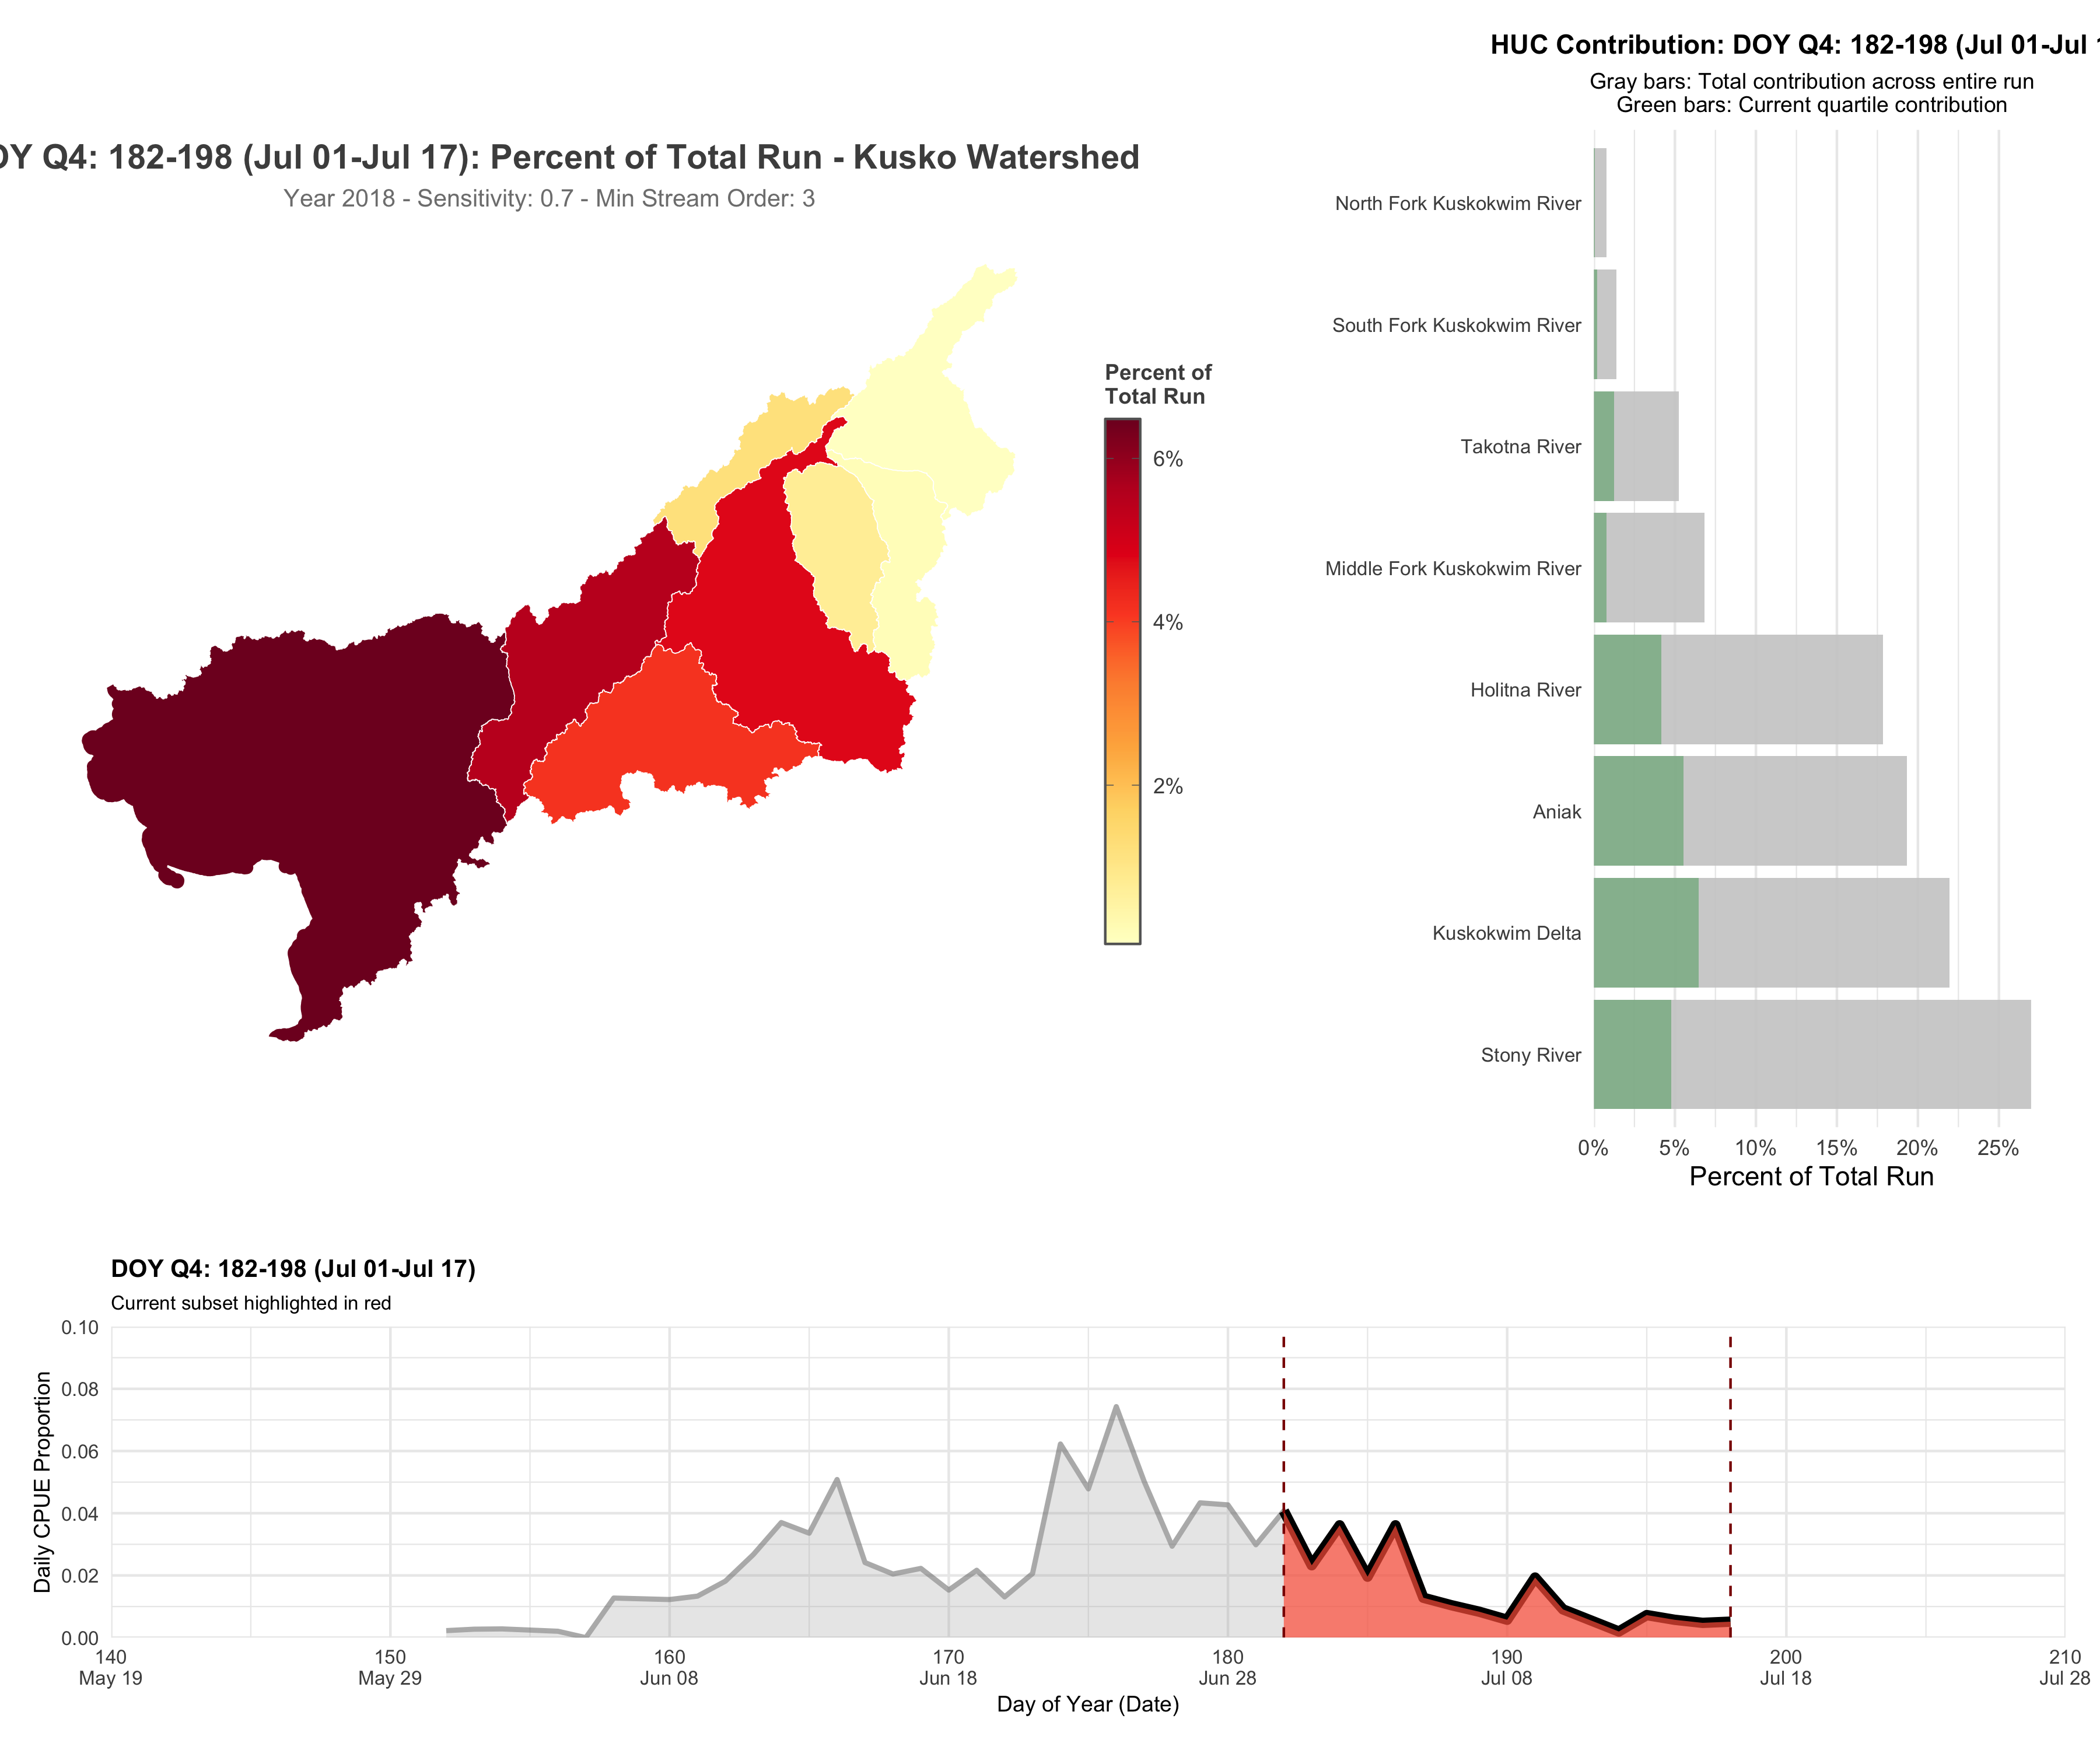 OY Q4: 182-198 (Jul 01-Jul 17): Percent of Total Run - Kusko Watershed
Year 2018 - Sensitivity: 0.7 - Min Stream Order: 3
Percent of
Total Run
6%
4%
2%
HUC Contribution: DOY Q4: 182-198 (Jul 01-Jul 1
Gray bars: Total contribution across entire run
Green bars: Current quartile contribution
North Fork Kuskokwim River
South Fork Kuskokwim River
Takotna River
Middle Fork Kuskokwim River
Holitna River
Aniak
Kuskokwim Delta
Stony River
0% 5% 10% 15% 20% 25%
Percent of Total Run
DOY Q4: 182-198 (Jul 01-Jul 17)
Current subset highlighted in red
Daily CPUE Proportion
0.10
0.08
0.06
0.04
0.02
0.00
140 150 160 170 180 190 200 210
May 19 May 29 Jun 08 Jun 18 Jun 28 Jul 08 Jul 18 Jul 28
Day of Year (Date)